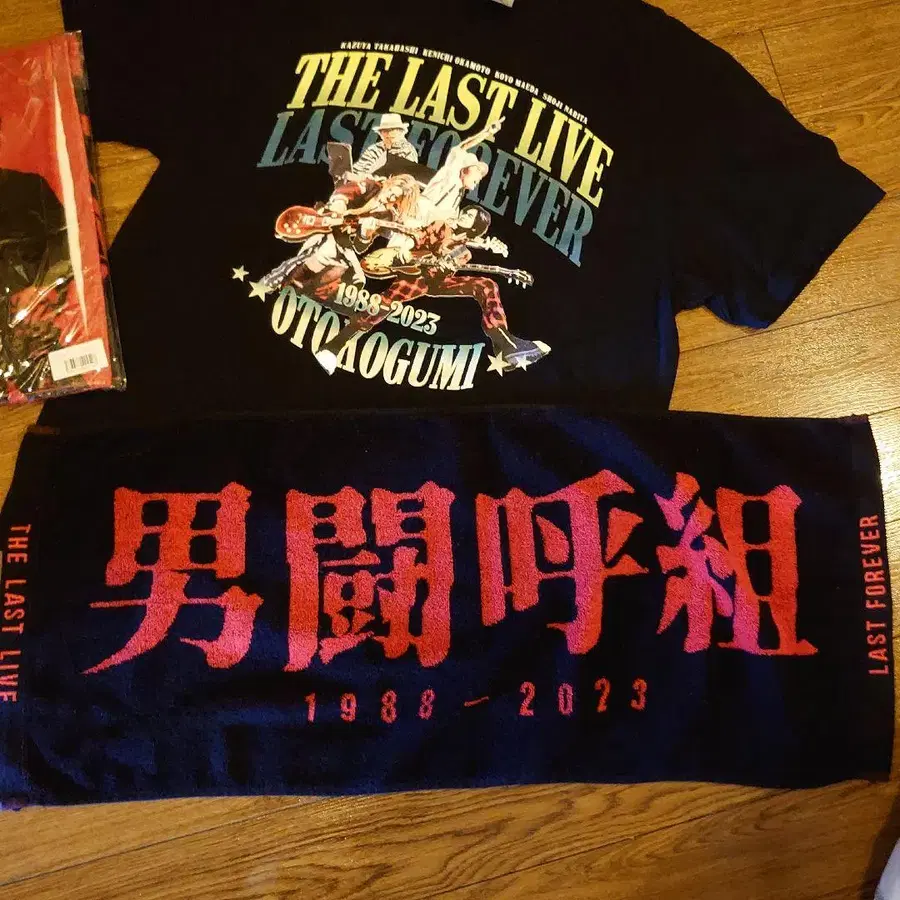 KAZUYA TAKAHASHI KENICHI OKAMOTO KOYO MAEDA SHOJI NARITA
THE LAST LIVE
LAST FOREVER
1988-2023
OTOKOGUMI
THE LAST LIVE
男闘呼組
1988-2023
LAST FOREVER